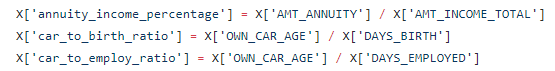 X['annuity_income_percentage'] = X['AMT_ANNUITY'] / X['AMT_INCOME_TOTAL']
X['car_to_birth_ratio'] = X['OWN_CAR_AGE'] / X['DAYS_BIRTH']
X['car_to_employ_ratio'] = X['OWN_CAR_AGE'] / X['DAYS_EMPLOYED']